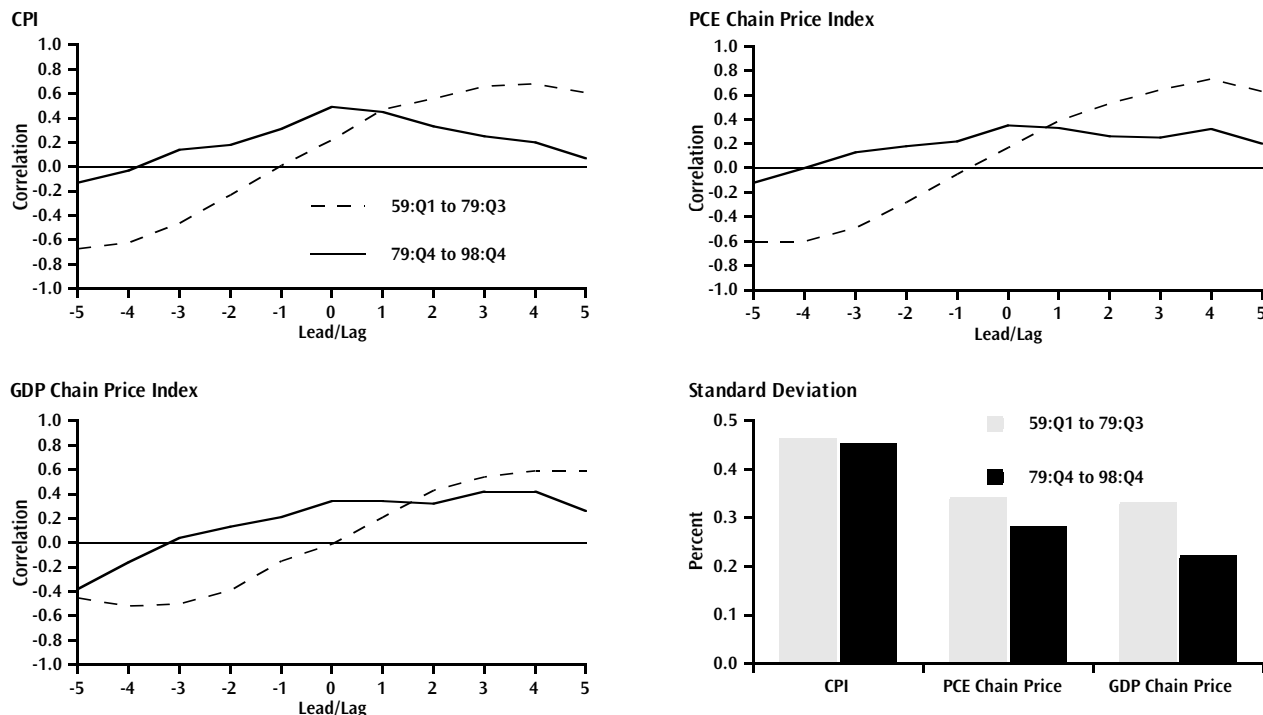 CPI
1.0
0.8
0.6
0.4
0.2
0.0
-0.2
-0.4
-0.6
-0.8
-1.0
Correlation
59:Q1 to 79:Q3
79:Q4 to 98:Q4
-5 -4 -3 -2 -1 0 1 2 3 4 5
Lead/Lag
PCE Chain Price Index
1.0
0.8
0.6
0.4
0.2
0.0
-0.2
-0.4
-0.6
-0.8
-1.0
Correlation
-5 -4 -3 -2 -1 0 1 2 3 4 5
Lead/Lag
GDP Chain Price Index
1.0
0.8
0.6
0.4
0.2
0.0
-0.2
-0.4
-0.6
-0.8
-1.0
Correlation
-5 -4 -3 -2 -1 0 1 2 3 4 5
Lead/Lag
Standard Deviation
0.5
0.4
0.3
0.2
0.1
0.0
Percent
59:Q1 to 79:Q3
79:Q4 to 98:Q4
CPI PCE Chain Price GDP Chain Price